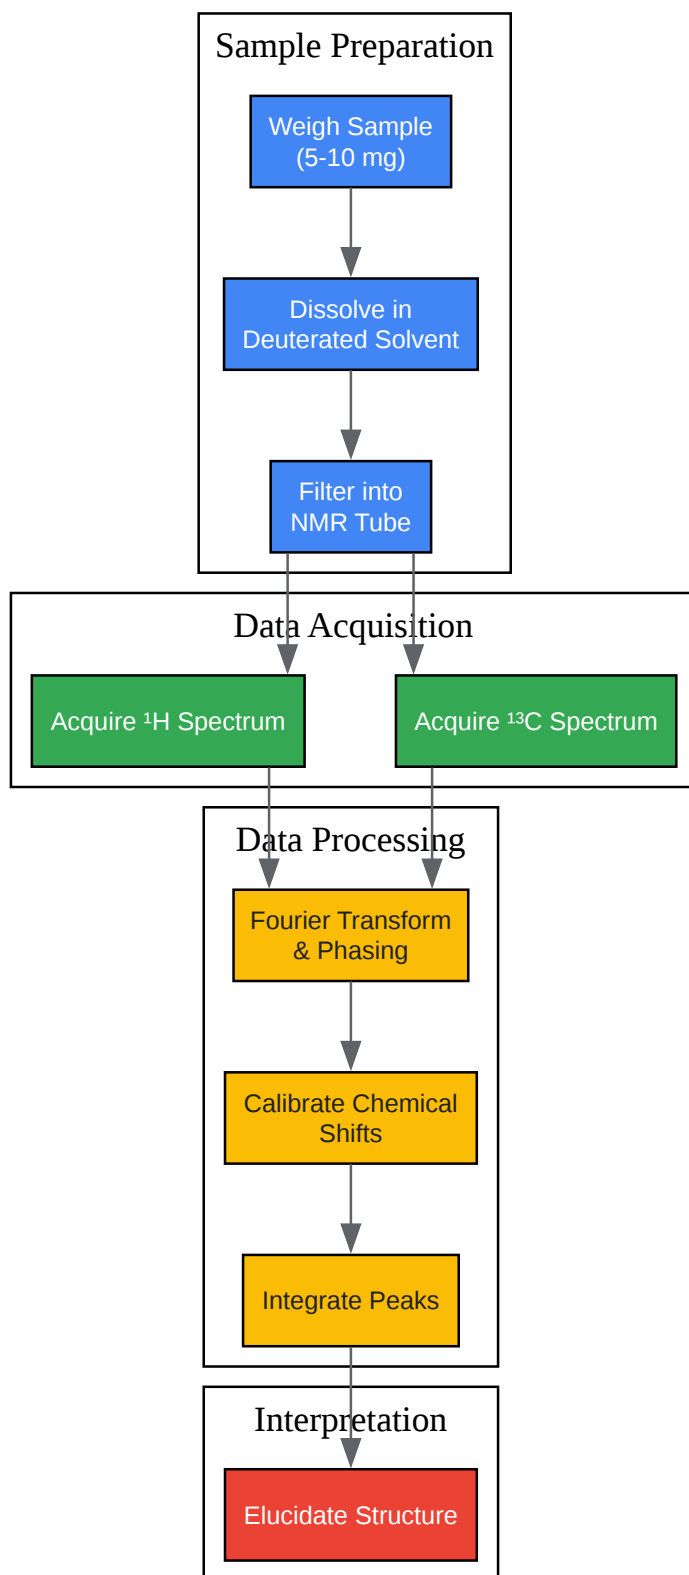 Sample Preparation
Weigh Sample
(5-10 mg)
Dissolve in
Deuterated Solvent
Filter into
NMR Tube
Data Acquisition
Acquire ¹H Spectrum
Acquire ¹³C Spectrum
Data Processing
Fourier Transform
& Phasing
Calibrate Chemical
Shifts
Integrate Peaks
Interpretation
Elucidate Structure